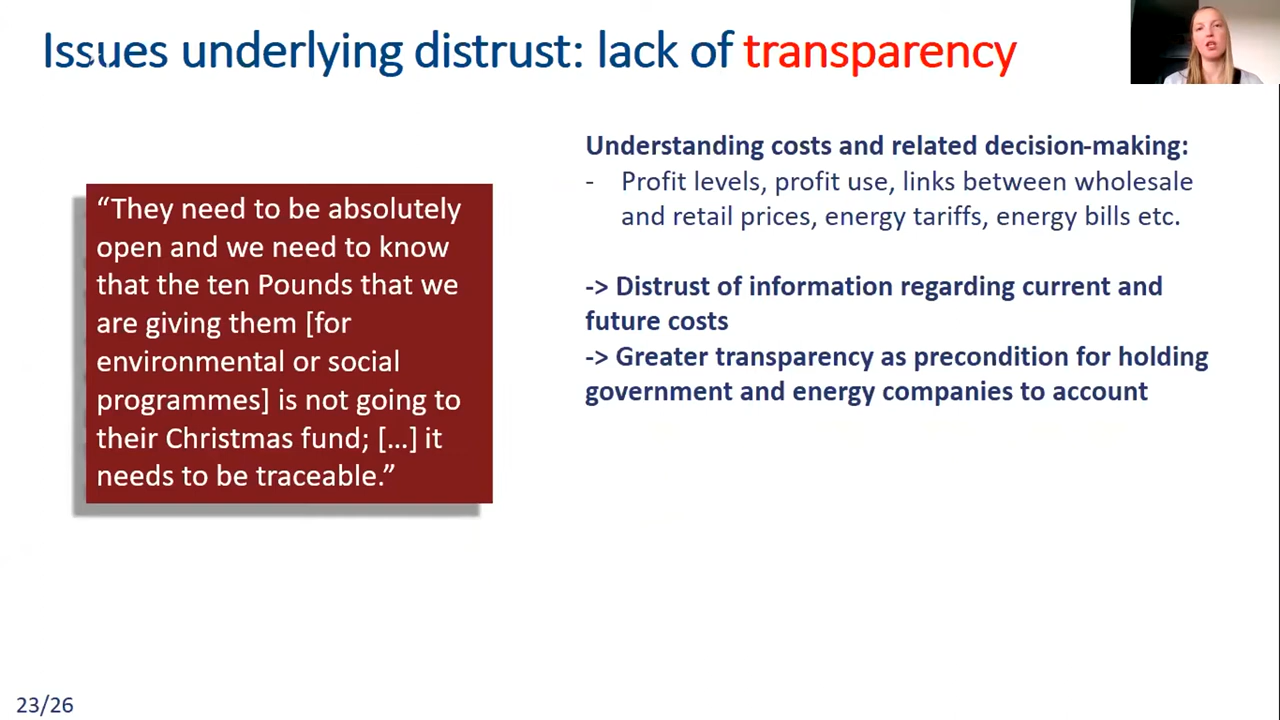 Issues underlying distrust: lack of transparency
“They need to be absolutely
open and we need to know
that the ten Pounds that we
are giving them [for
environmental or social
programmes] is not going to
their Christmas fund; […] it
needs to be traceable.”
Understanding costs and related decision-making:
- Profit levels, profit use, links between wholesale
and retail prices, energy tariffs, energy bills etc.
-> Distrust of information regarding current and
future costs
-> Greater transparency as precondition for holding
government and energy companies to account
23/26